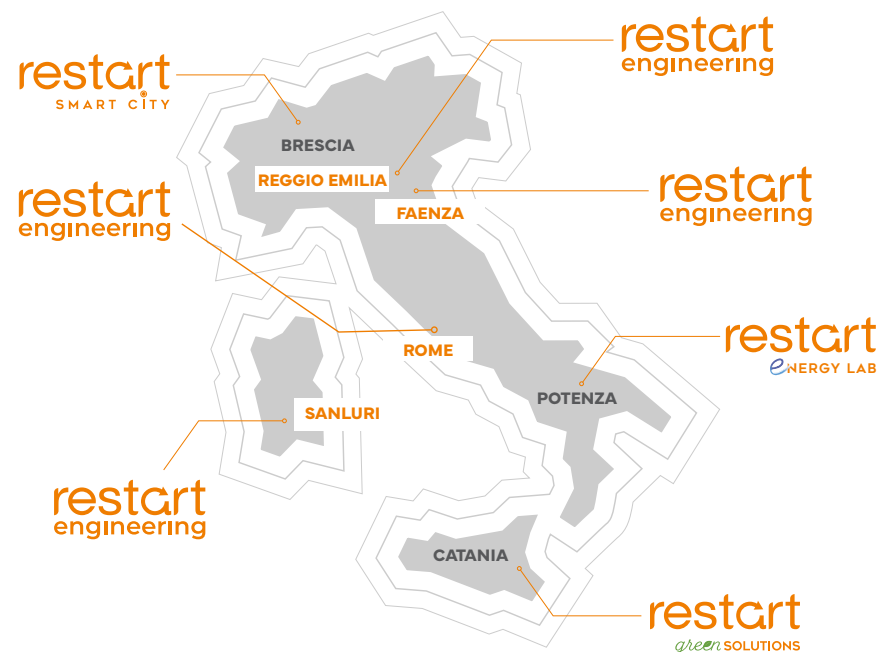 restart
engineering
restart
SMART CITY
BRESCIA
REGGIO EMILIA
restart
engineering
FAENZA
restart
engineering
ROME
restart
eNERGY LAB
POTENZA
SANLURI
restart
engineering
CATANIA
restart
green SOLUTIONS